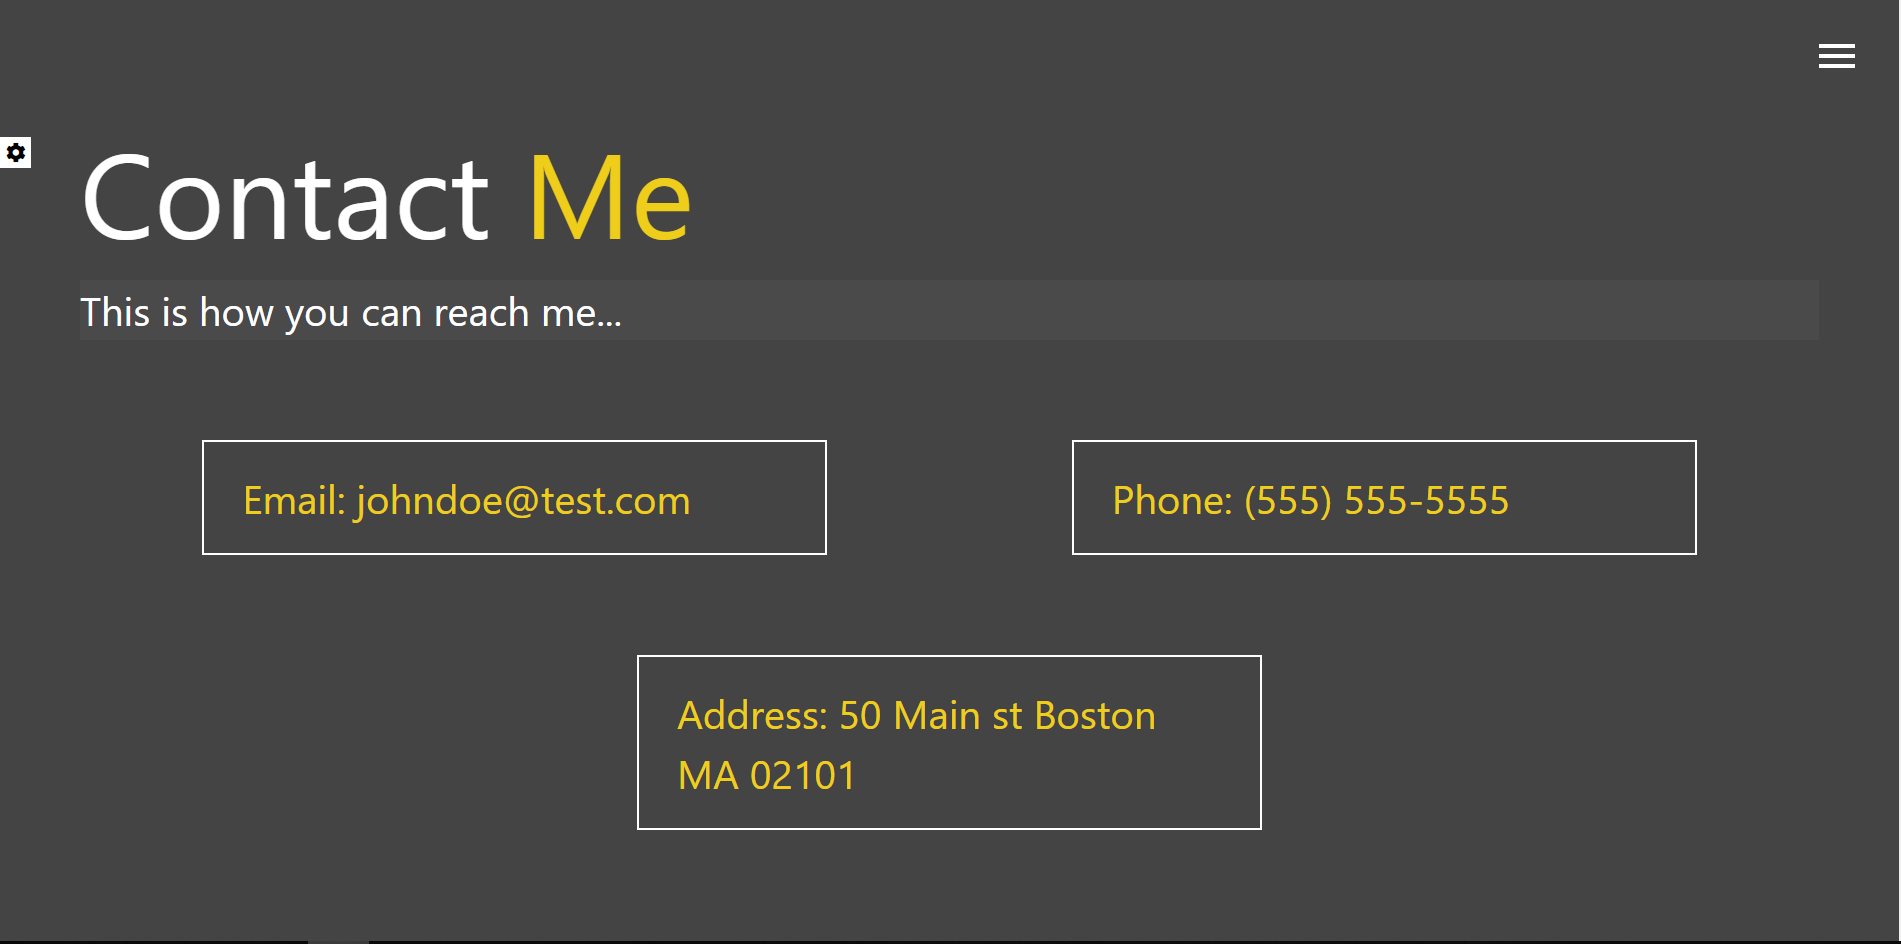 Contact Me
This is how you can reach me...
Email: johndoe@test.com
Phone: (555) 555-5555
Address: 50 Main st Boston
MA 02101